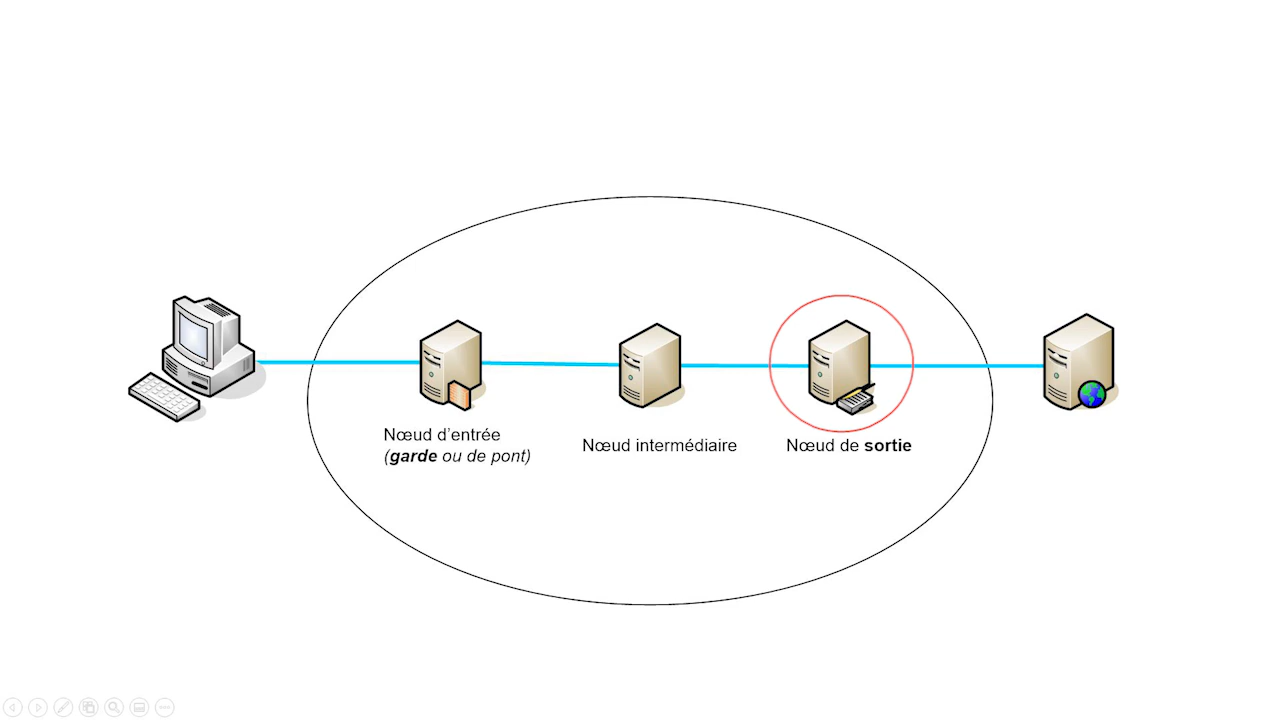 Nœud d’entrée
(garde ou de pont)
Nœud intermédiaire
Nœud de sortie